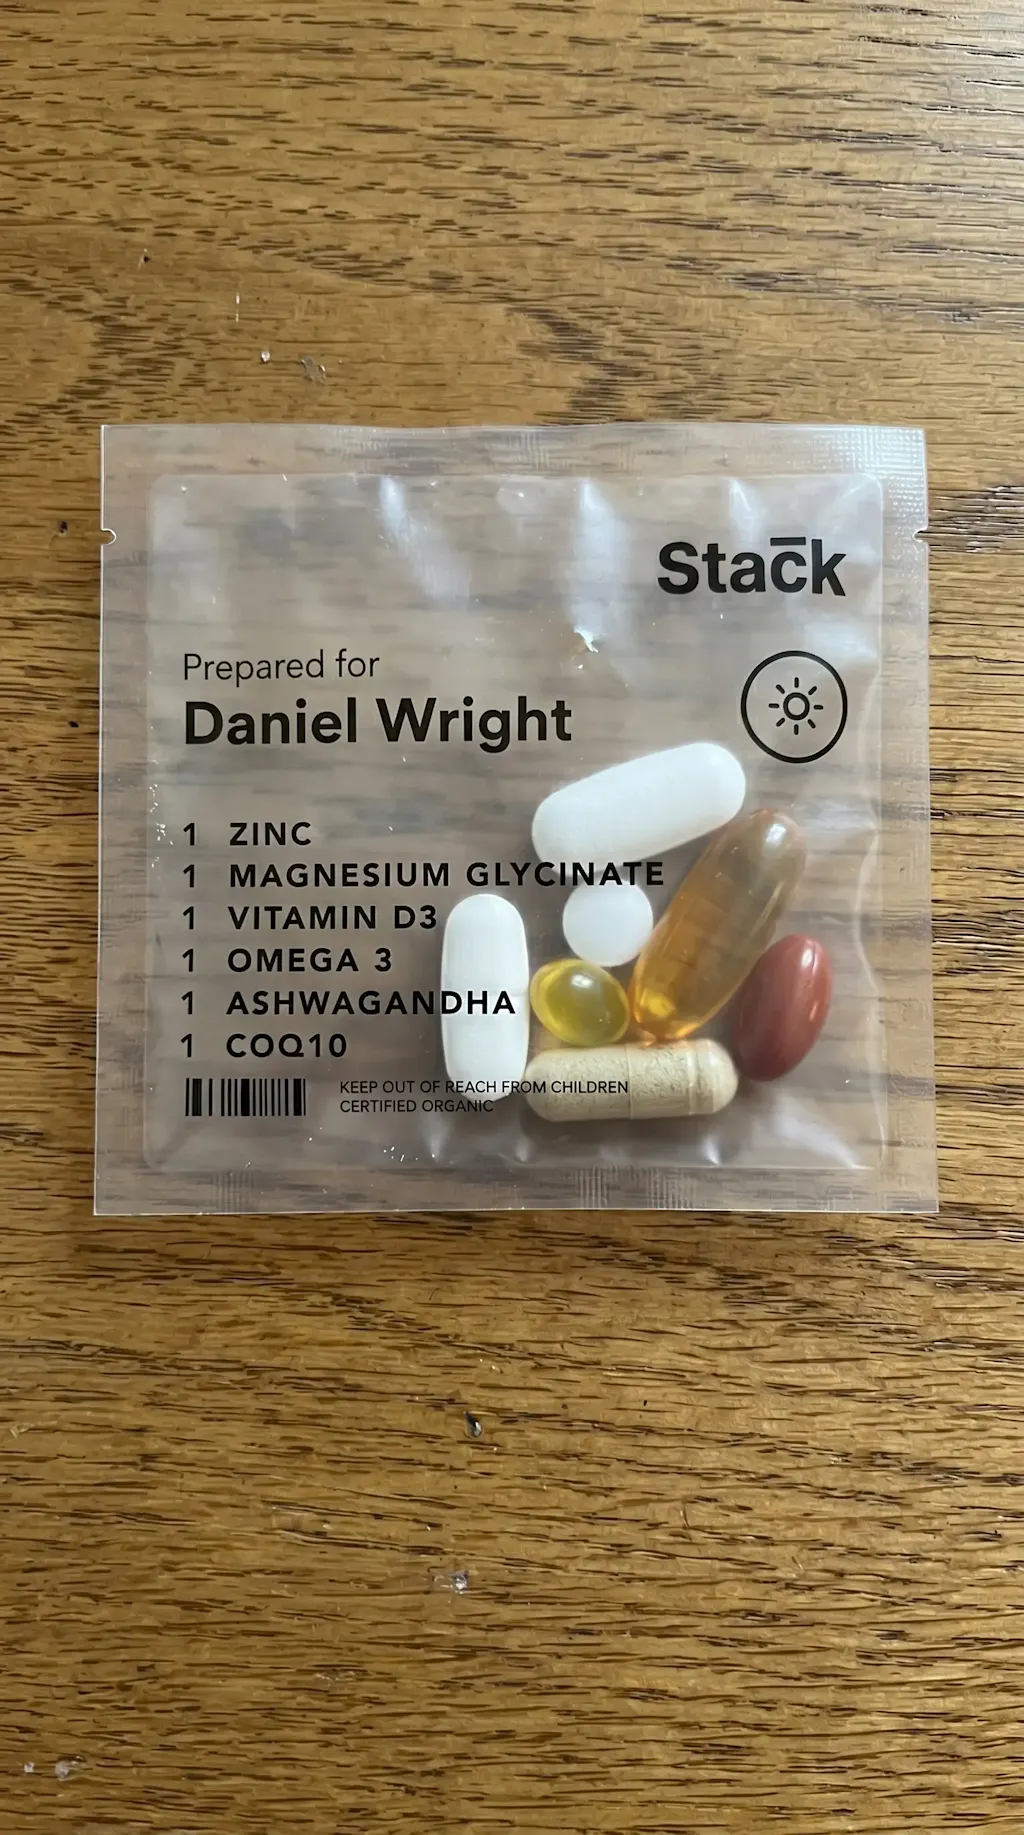 Stack
Prepared for
Daniel Wright
1 ZINC
1 MAGNESIUM GLYCINATE
1 VITAMIN D3
1 OMEGA 3
1 ASHWAGANDHA
1 COQ10
KEEP OUT OF REACH FROM CHILDREN
CERTIFIED ORGANIC